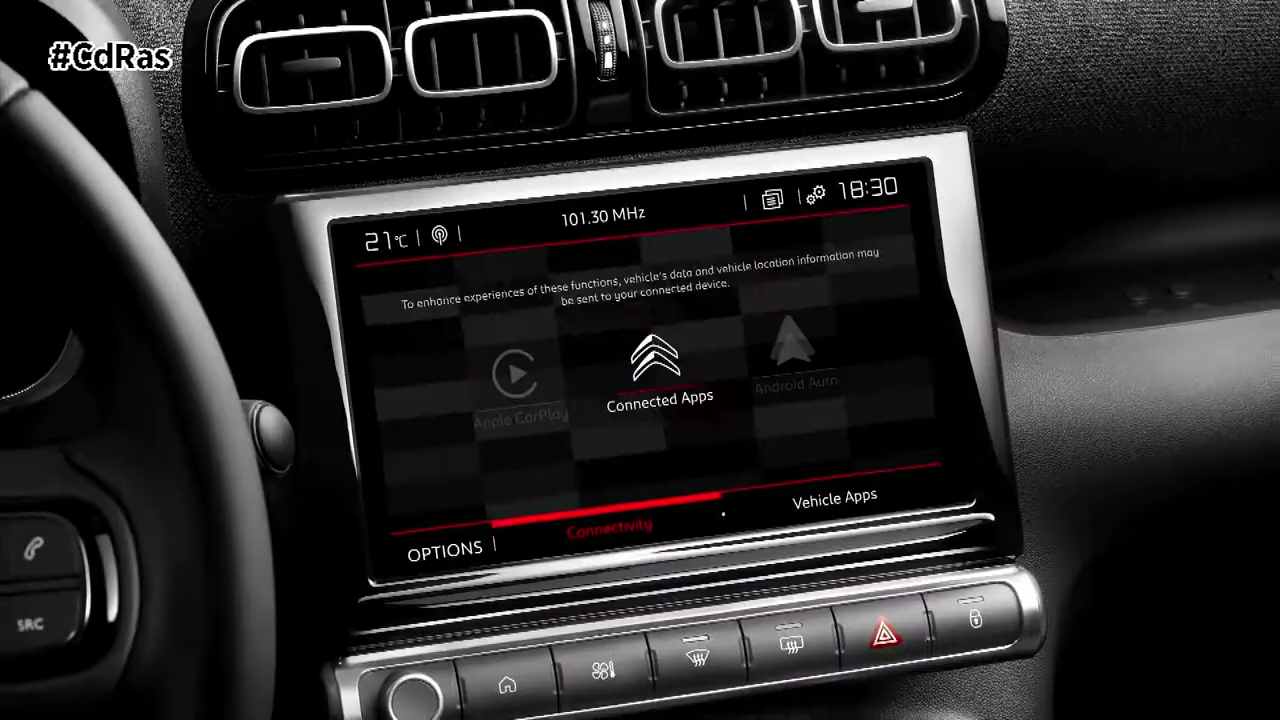 #CdRas
21°C
101.30 MHz
18:30
To enhance experiences of these functions, vehicle's data and vehicle location information may
be sent to your connected device.
Apple CarPlay
Connected Apps
Android Auto
OPTIONS
Connectivity
Vehicle Apps
SRC